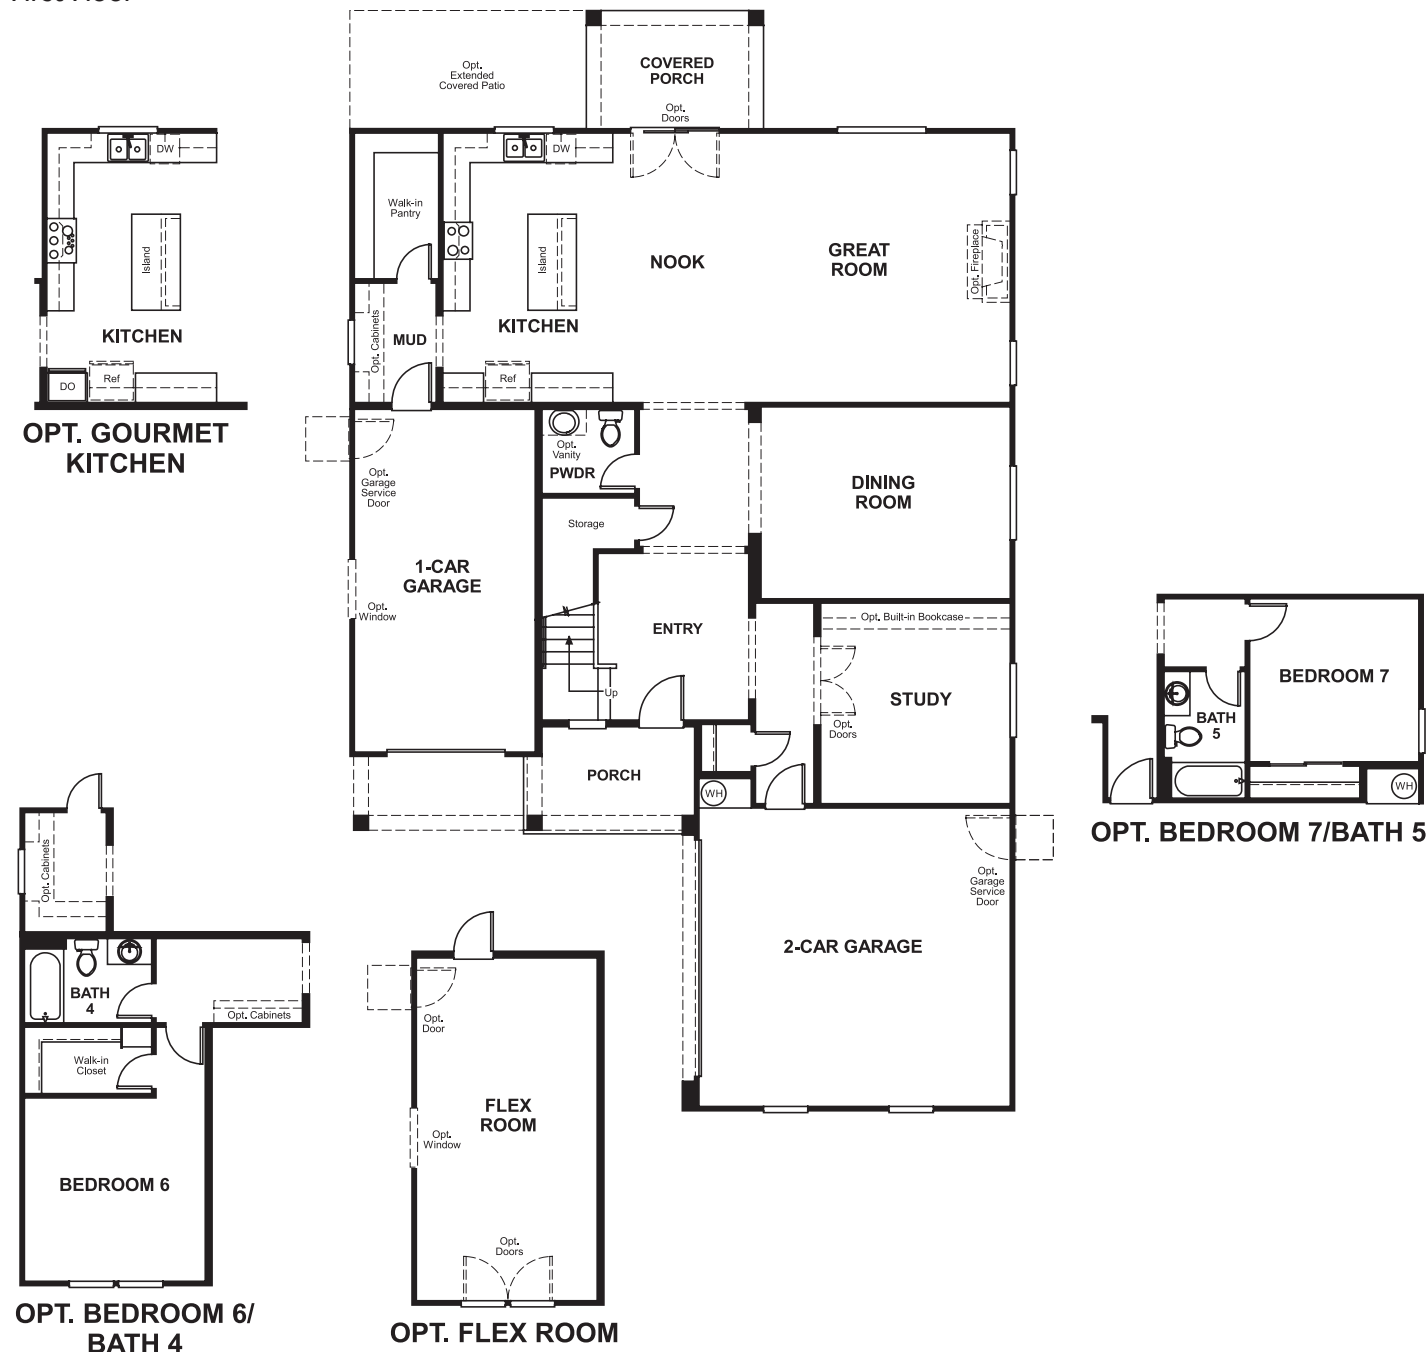 First Floor
Opt.
Extended
Covered Patio
COVERED
PORCH
Opt.
Doors
DW
Island
KITCHEN
DO
Ref
OPT. GOURMET
KITCHEN
Walk-in
Pantry
DW
Island
KITCHEN
NOOK
GREAT
ROOM
Opt. Fireplace
Opt. Cabinets
MUD
Ref
Opt.
Vanity
PWDR
Opt.
Garage
Service
Door
DINING
ROOM
Storage
1-CAR
GARAGE
Opt.
Window
ENTRY
Up
Opt. Built-in Bookcase
STUDY
Opt.
Doors
PORCH
WH
BEDROOM 7
BATH
5
WH
OPT. BEDROOM 7/BATH 5
Opt.
Garage
Service
Door
2-CAR GARAGE
Opt. Cabinets
BATH
4
Opt. Cabinets
Walk-in
Closet
BEDROOM 6
OPT. BEDROOM 6/
BATH 4
Opt.
Door
FLEX
ROOM
Opt.
Window
Opt.
Doors
OPT. FLEX ROOM